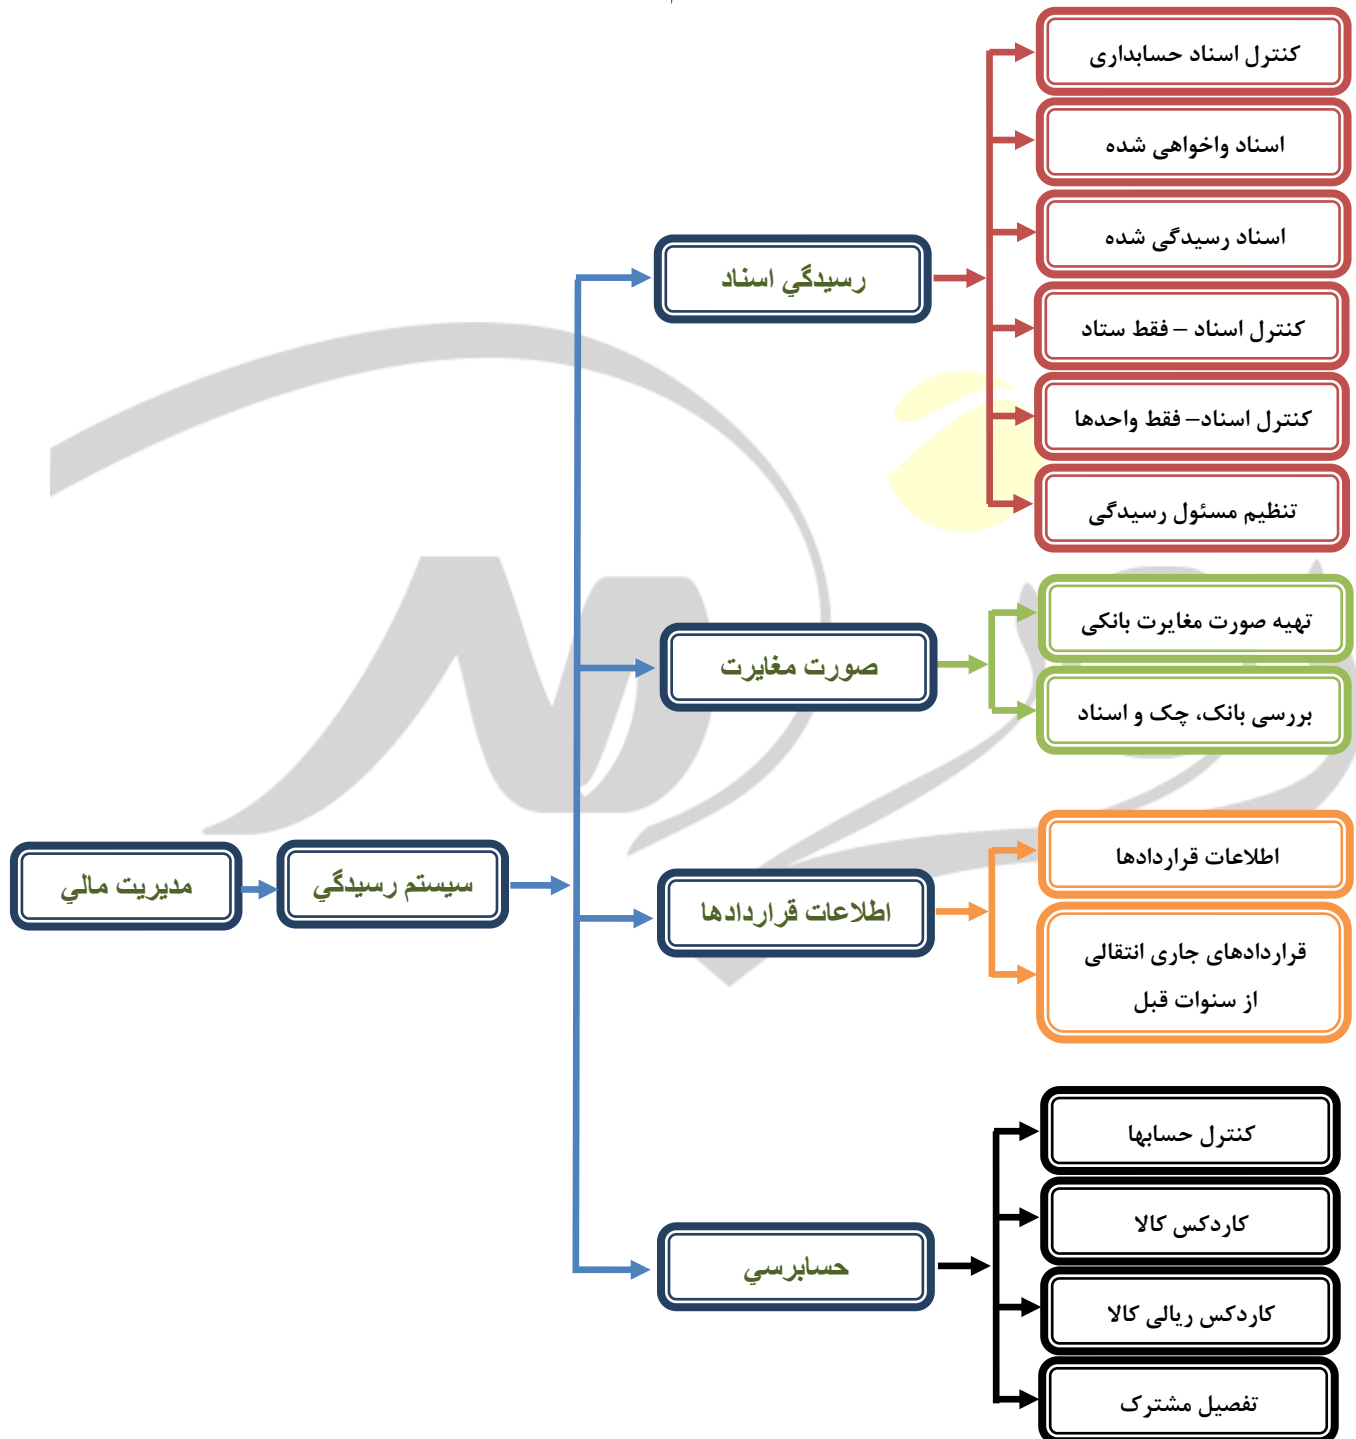 مديريت مالي
سيستم رسيدگي
رسيدگي اسناد
کنترل اسناد حسابداری
اسناد واخواهی شده
اسناد رسیدگی شده
کنترل اسناد – فقط ستاد
کنترل اسناد– فقط واحدها
تنظیم مسئول رسیدگی
صورت مغايرت
تهیه صورت مغایرت بانکی
بررسی بانک، چک و اسناد
اطلاعات قراردادها
اطلاعات قراردادها
قراردادهای جاری انتقالی
از سنوات قبل
حسابرسي
کنترل حسابها
کاردکس کالا
کاردکس ریالی کالا
تفصیل مشترک